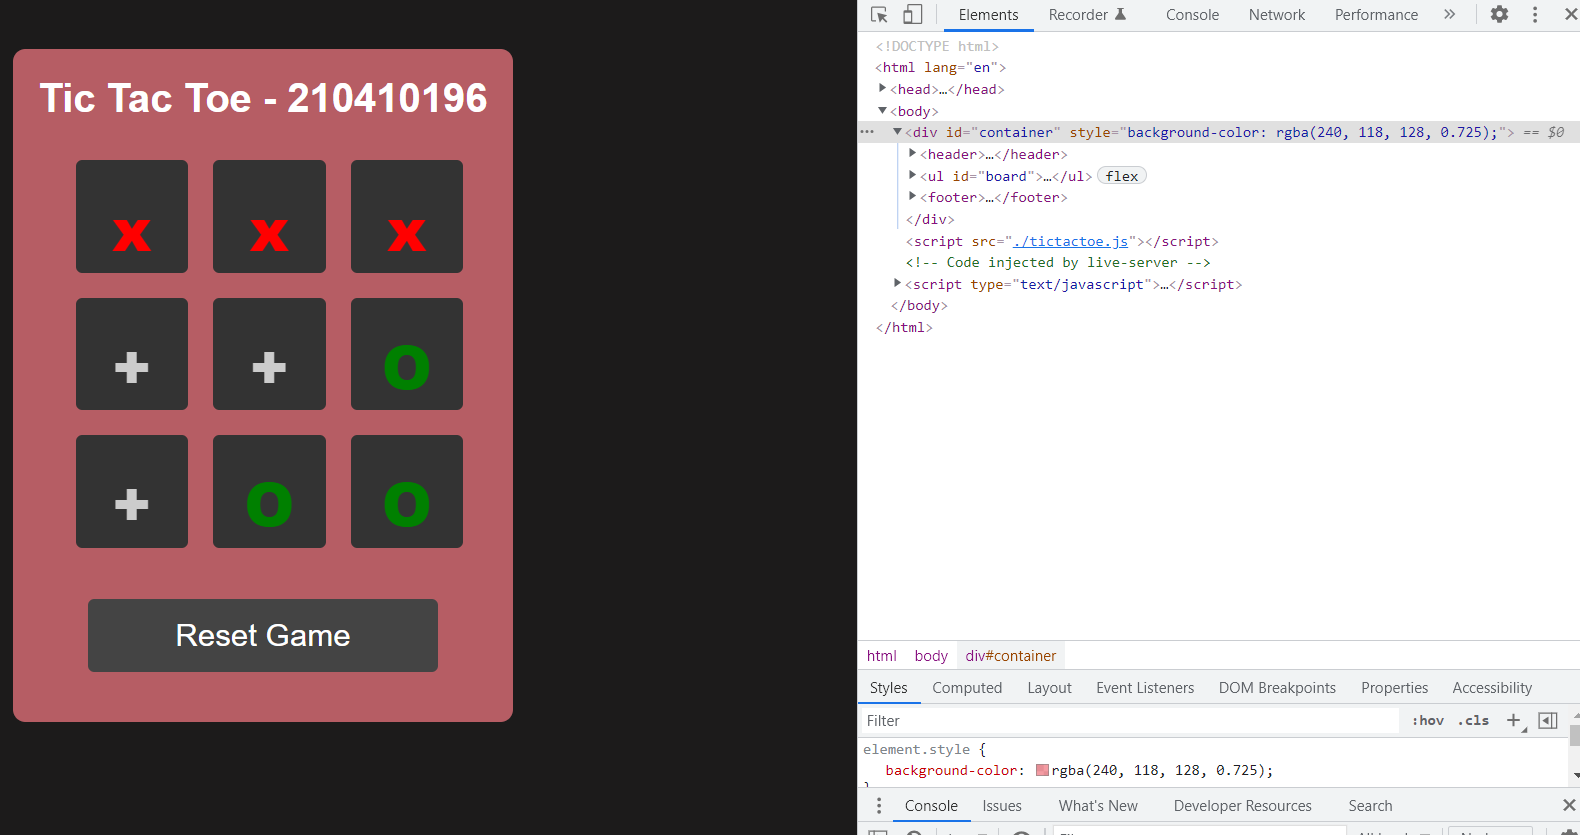 Tic Tac Toe - 210410196
x x x
+ + o
+ o o
Reset Game
Elements Recorder Console Network Performance »
<!DOCTYPE html>
<html lang="en">
<head>…</head>
<body>
<div id="container" style="background-color: rgba(240, 118, 128, 0.725);"> == $0
<header>…</header>
<ul id="board">…</ul> flex
<footer>…</footer>
</div>
<script src="./tictactoe.js"></script>
<!-- Code injected by live-server -->
<script type="text/javascript">…</script>
</body>
</html>
html body div#container
Styles Computed Layout Event Listeners DOM Breakpoints Properties Accessibility
Filter :hov .cls
element.style {
background-color: rgba(240, 118, 128, 0.725);
}
Console Issues What's New Developer Resources Search